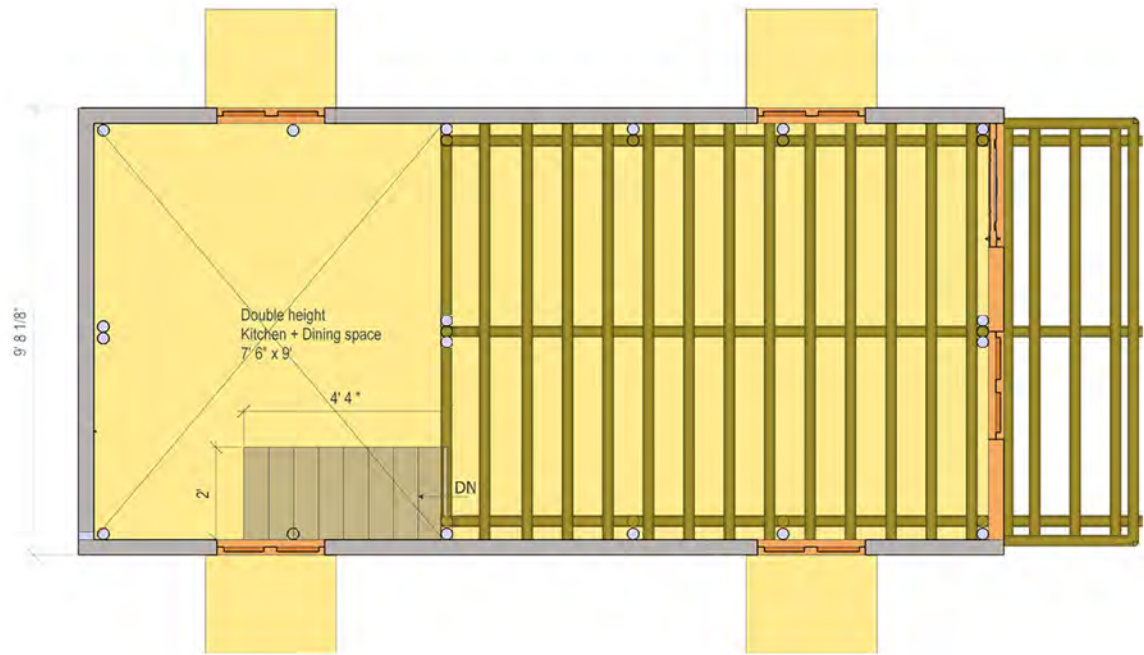 Double height
Kitchen + Dining space
7' 6" x 9'
9' 8 1/8"
4' 4 "
2'
DN